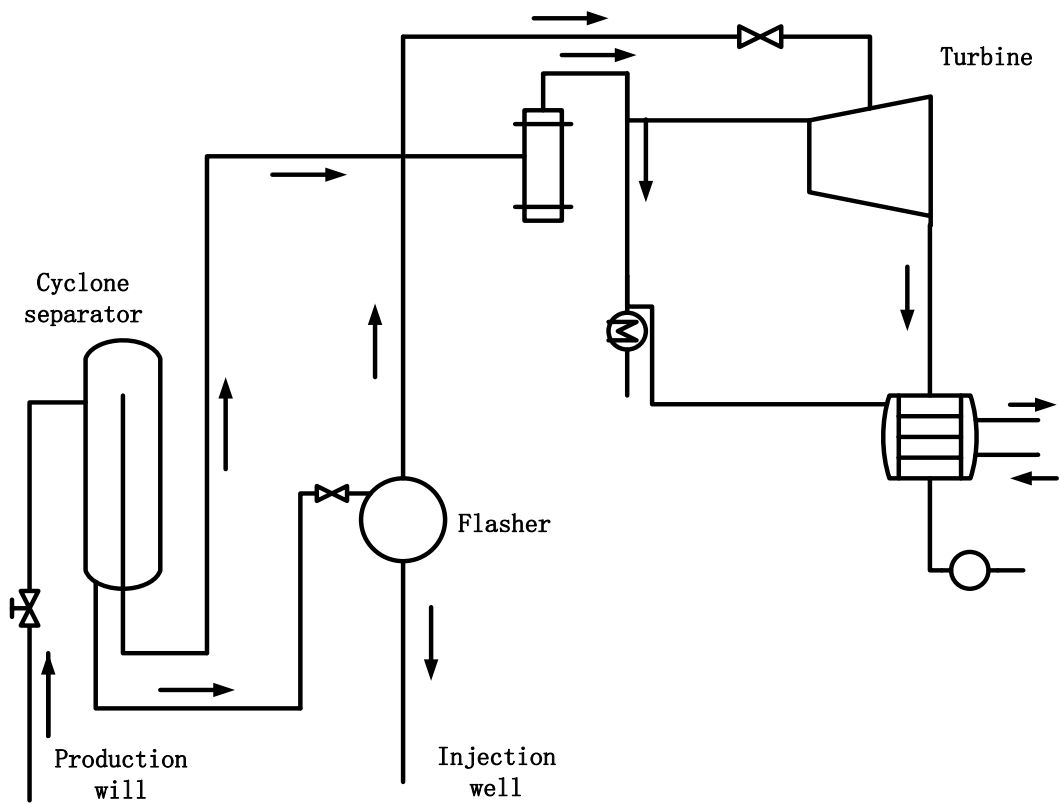 Turbine
Cyclone
separator
Flasher
Production
will
Injection
well